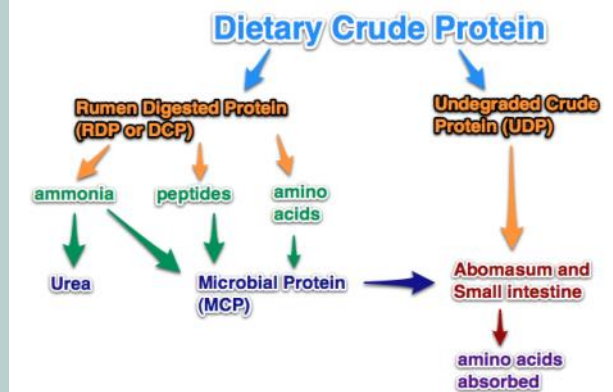 Dietary Crude Protein
Rumen Digested Protein
(RDP or DCP)
Undegraded Crude
Protein (UDP)
ammonia
peptides
amino
acids
Urea
Microbial Protein
(MCP)
Abomasum and
Small intestine
amino acids
absorbed